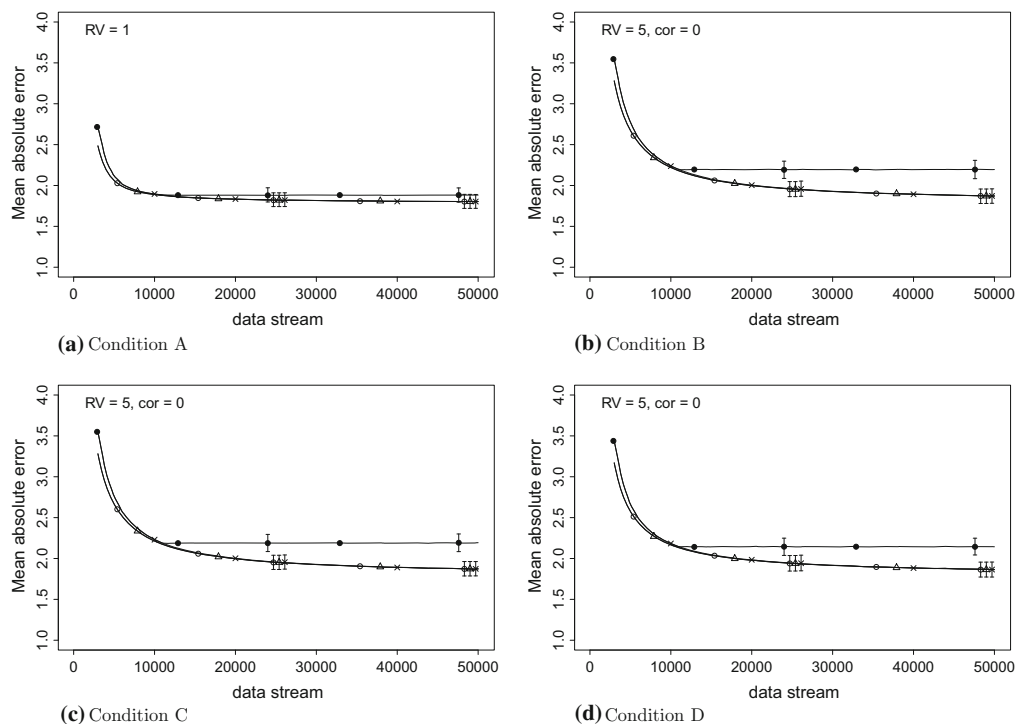 RV = 1
Mean absolute error
4.0
3.5
3.0
2.5
2.0
1.5
1.0
0 10000 20000 30000 40000 50000
data stream
(a) Condition A
RV = 5, cor = 0
Mean absolute error
4.0
3.5
3.0
2.5
2.0
1.5
1.0
0 10000 20000 30000 40000 50000
data stream
(b) Condition B
RV = 5, cor = 0
Mean absolute error
4.0
3.5
3.0
2.5
2.0
1.5
1.0
0 10000 20000 30000 40000 50000
data stream
(c) Condition C
RV = 5, cor = 0
Mean absolute error
4.0
3.5
3.0
2.5
2.0
1.5
1.0
0 10000 20000 30000 40000 50000
data stream
(d) Condition D